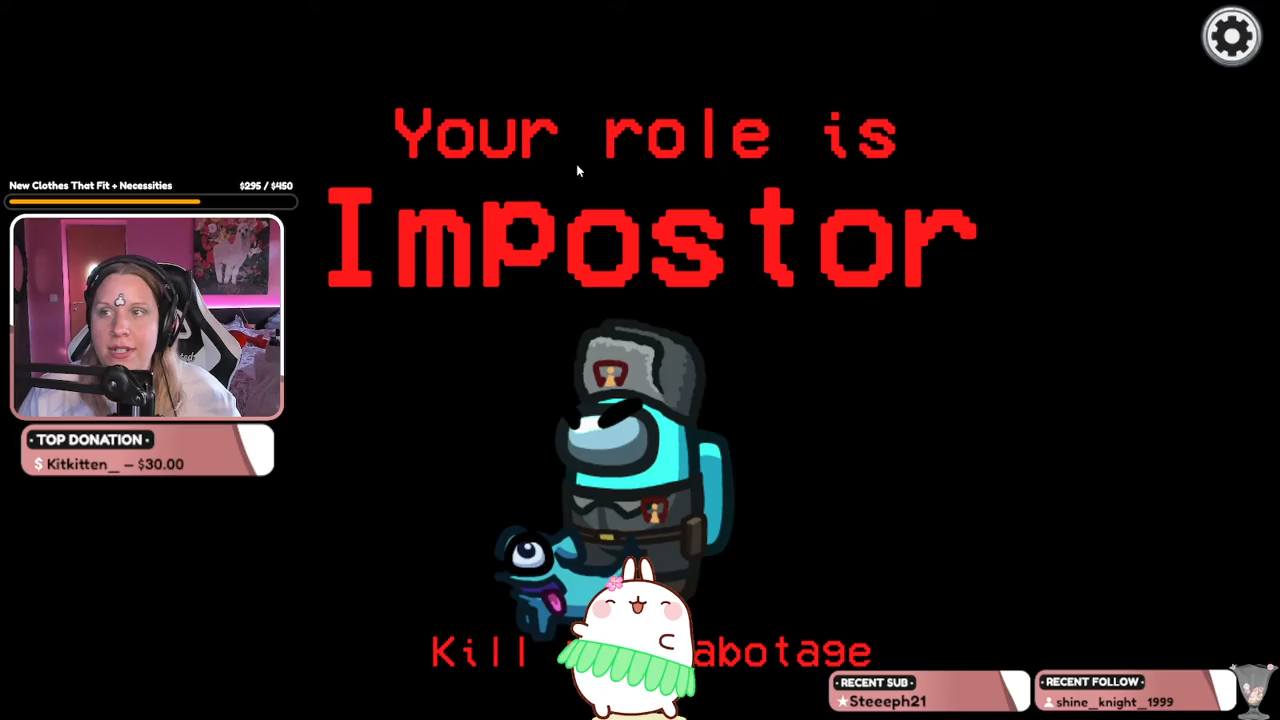 Your role is
Impostor
New Clothes That Fit + Necessities
$295 / $450
• TOP DONATION •
$ Kitkitten_ – $30.00
Kill abotage
• RECENT SUB •
Steeeph21
• RECENT FOLLOW •
shine_knight_1999